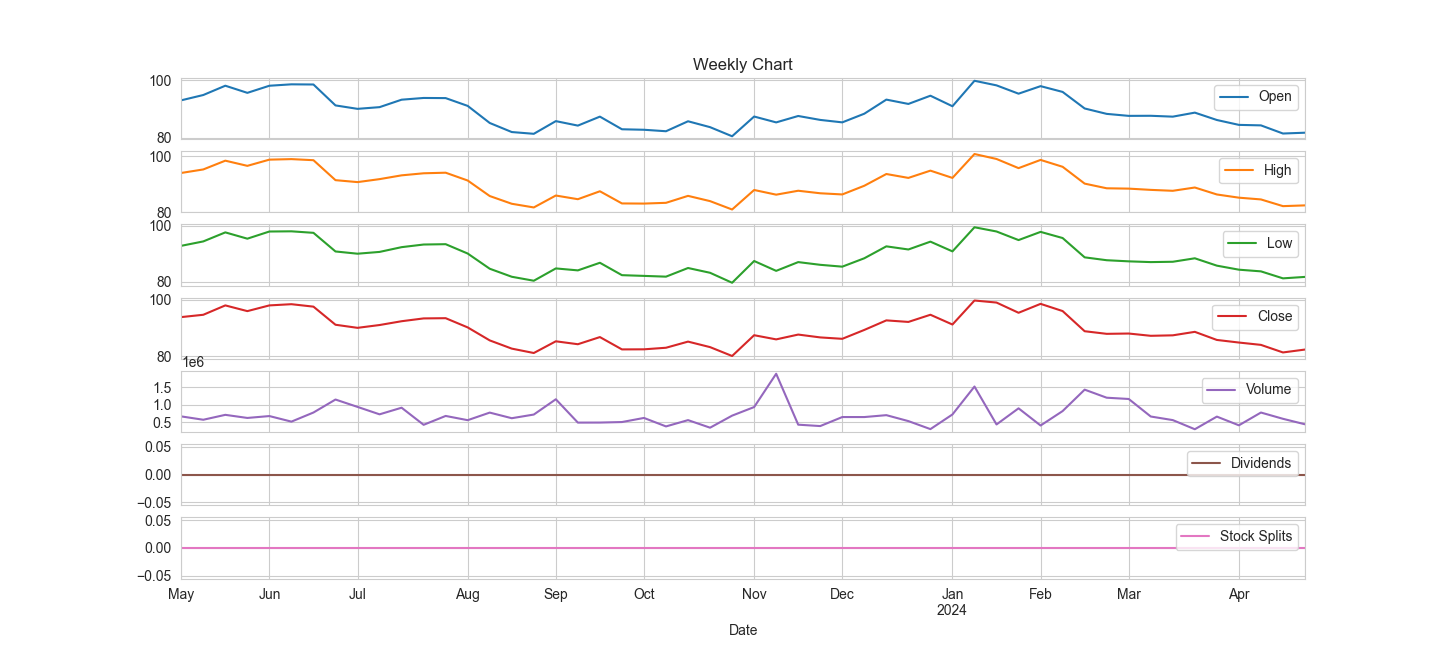 Weekly Chart
100
80
Open
100
80
High
100
80
Low
100
80
Close
1e6
1.5
1.0
0.5
Volume
0.05
0.00
−0.05
Dividends
0.05
0.00
−0.05
Stock Splits
May Jun Jul Aug Sep Oct Nov Dec Jan Feb Mar Apr
2024
Date